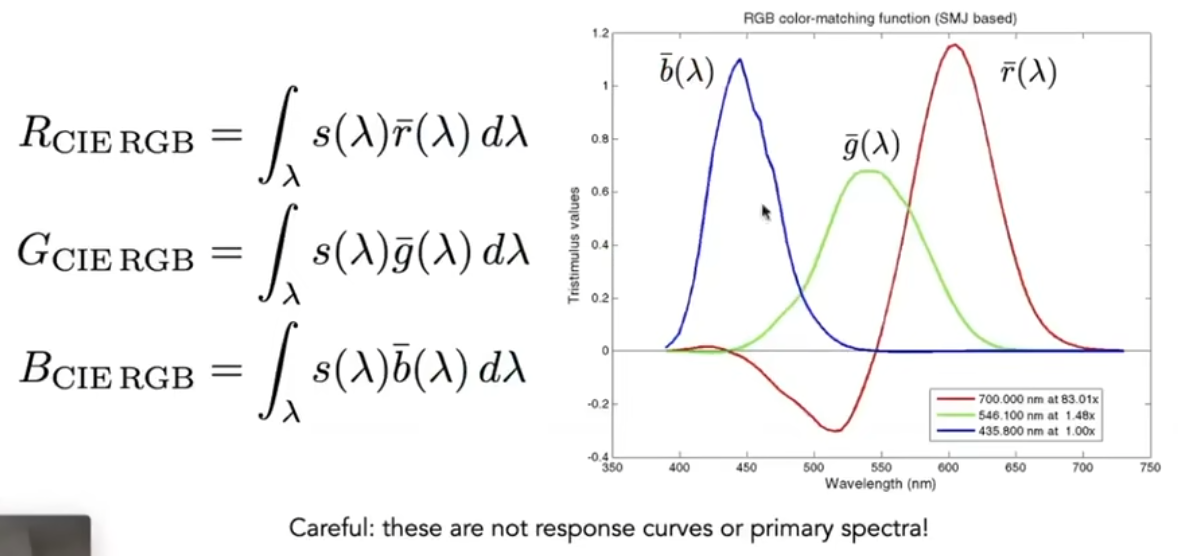 R_CIE RGB = ∫_λ s(λ)r̄(λ) dλ
G_CIE RGB = ∫_λ s(λ)ḡ(λ) dλ
B_CIE RGB = ∫_λ s(λ)b̄(λ) dλ
RGB color-matching function (SMJ based)
b̄(λ)
r̄(λ)
ḡ(λ)
Tristimulus values
1.2
1
0.8
0.6
0.4
0.2
0
-0.2
-0.4
700.000 nm at 83.01x
546.100 nm at 1.48x
435.800 nm at 1.00x
350 400 450 500 550 600 650 700 750
Wavelength (nm)
Careful: these are not response curves or primary spectra!